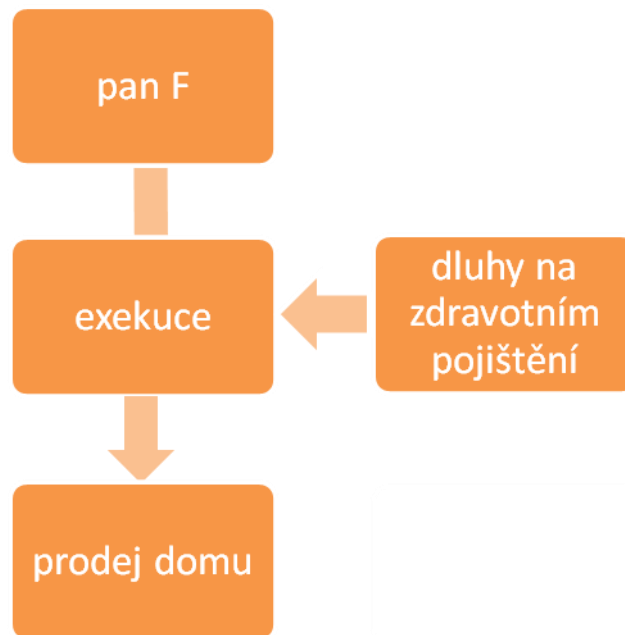 pan F
exekuce
dluhy na
zdravotním
pojištění
prodej domu